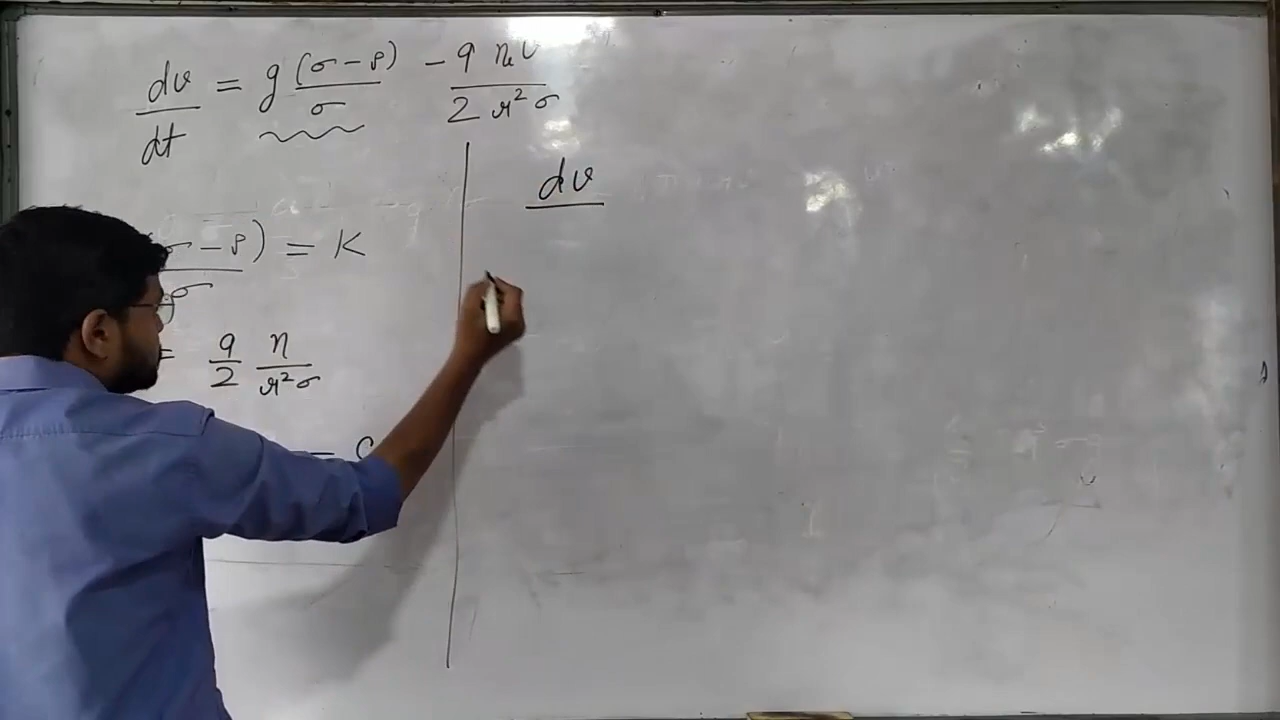 dv/dt = g (σ - ρ)/σ - 9 ηv/2 r²σ
σ - ρ)/σ = K
= 9/2 η/r²σ
dv